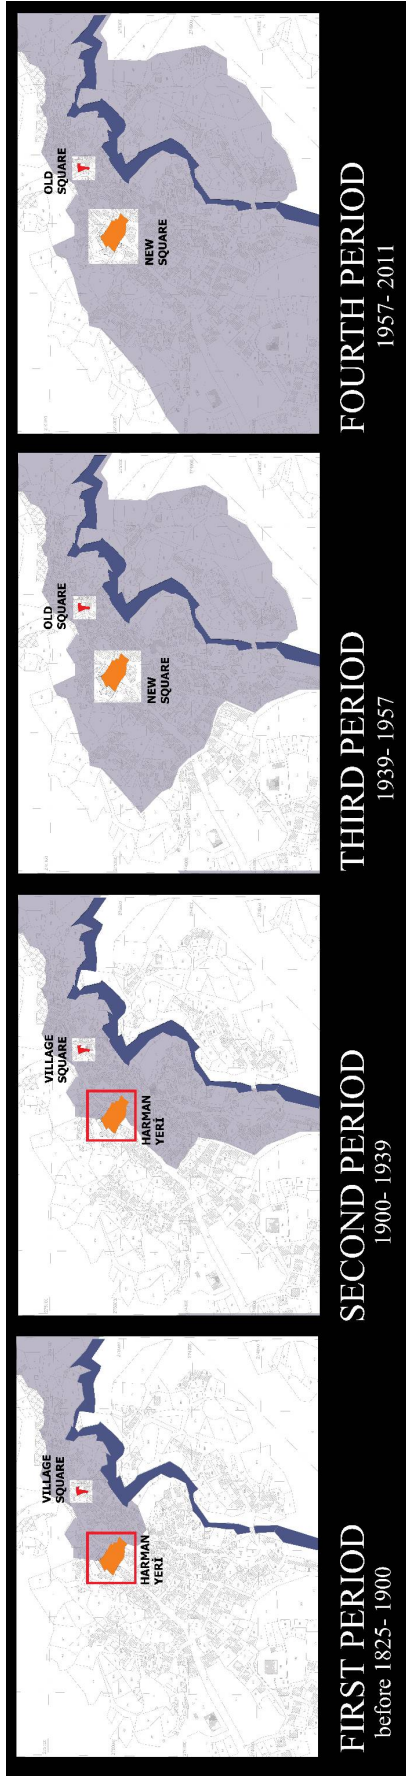 VILLAGE
SQUARE
HARMAN
YERİ
FIRST PERIOD
before 1825- 1900
VILLAGE
SQUARE
HARMAN
YERİ
SECOND PERIOD
1900- 1939
OLD
SQUARE
NEW
SQUARE
THIRD PERIOD
1939- 1957
OLD
SQUARE
NEW
SQUARE
FOURTH PERIOD
1957- 2011